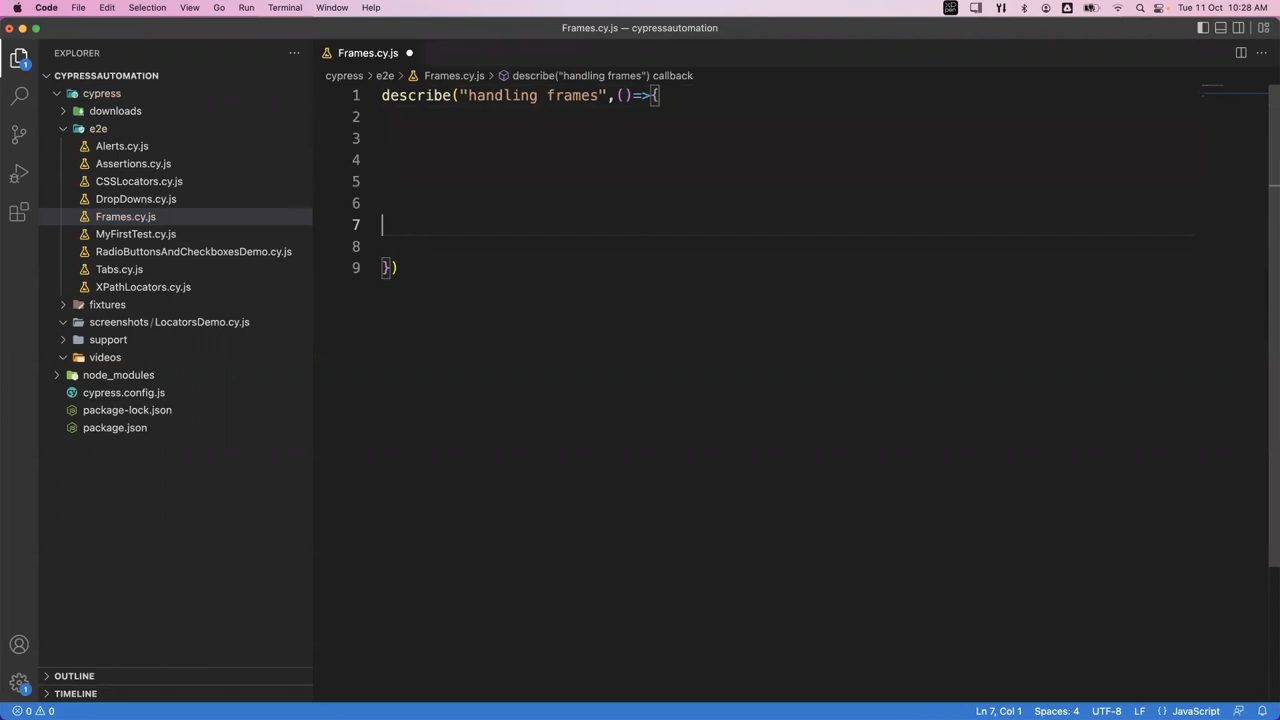 Code File Edit Selection View Go Run Terminal Window Help
Tue 11 Oct 10:28 AM
Frames.cy.js — cypressautomation
EXPLORER
CYPRESSAUTOMATION
cypress
downloads
e2e
Alerts.cy.js
Assertions.cy.js
CSSLocators.cy.js
DropDowns.cy.js
Frames.cy.js
MyFirstTest.cy.js
RadioButtonsAndCheckboxesDemo.cy.js
Tabs.cy.js
XPathLocators.cy.js
fixtures
screenshots / LocatorsDemo.cy.js
support
videos
node_modules
cypress.config.js
package-lock.json
package.json
OUTLINE
TIMELINE
1
1
Frames.cy.js
cypress > e2e > Frames.cy.js > describe("handling frames") callback
1 describe("handling frames",()=>{
2
3
4
5
6
7
8
9 })
0 0
Ln 7, Col 1 Spaces: 4 UTF-8 LF {} JavaScript